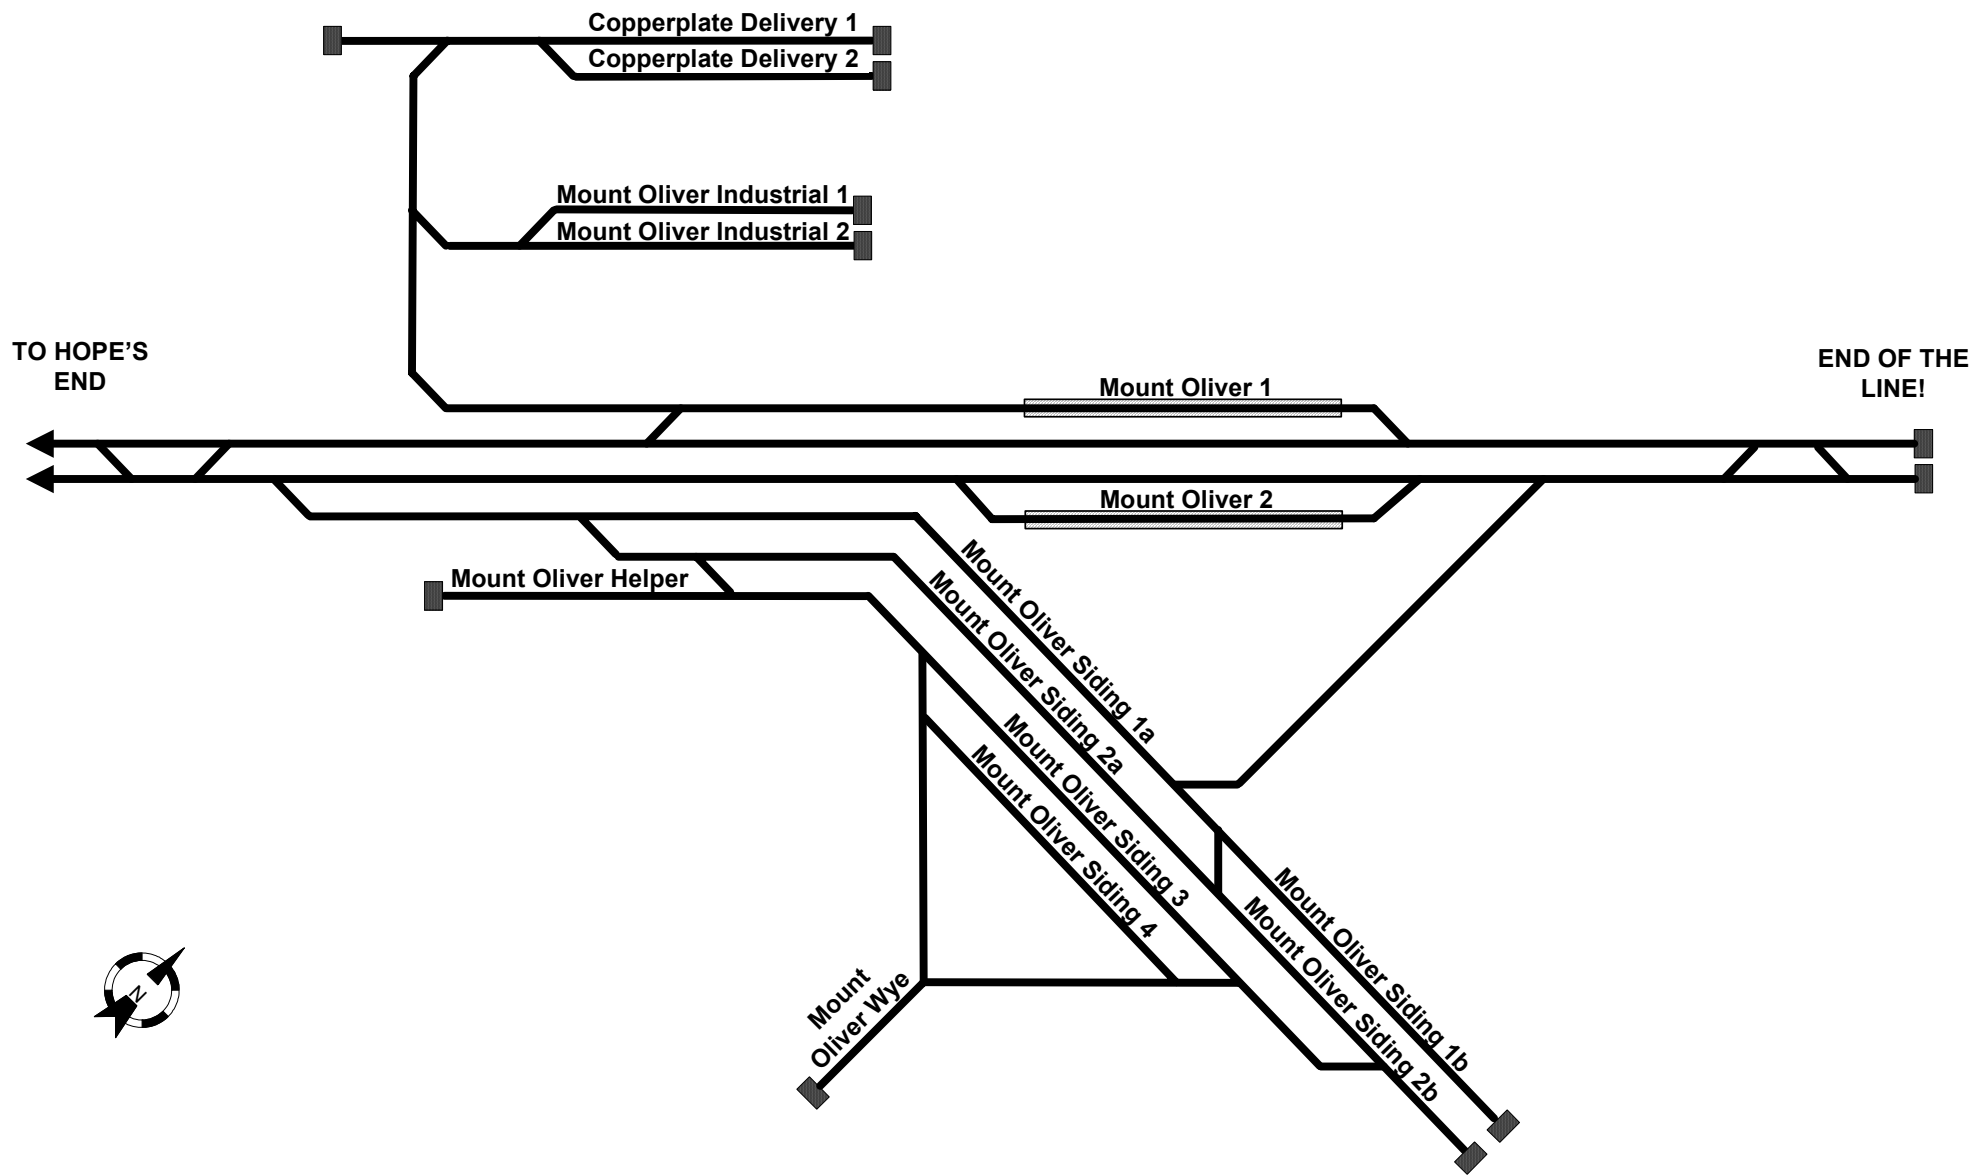 Copperplate Delivery 1
Copperplate Delivery 2
Mount Oliver Industrial 1
Mount Oliver Industrial 2
TO HOPE’S
END
END OF THE
LINE!
Mount Oliver 1
Mount Oliver 2
Mount Oliver Helper
Mount Oliver Siding 1a
Mount Oliver Siding 2a
Mount Oliver Siding 3
Mount Oliver Siding 4
Mount Oliver Siding 1b
Mount Oliver Siding 2b
Mount
Oliver Wye
N